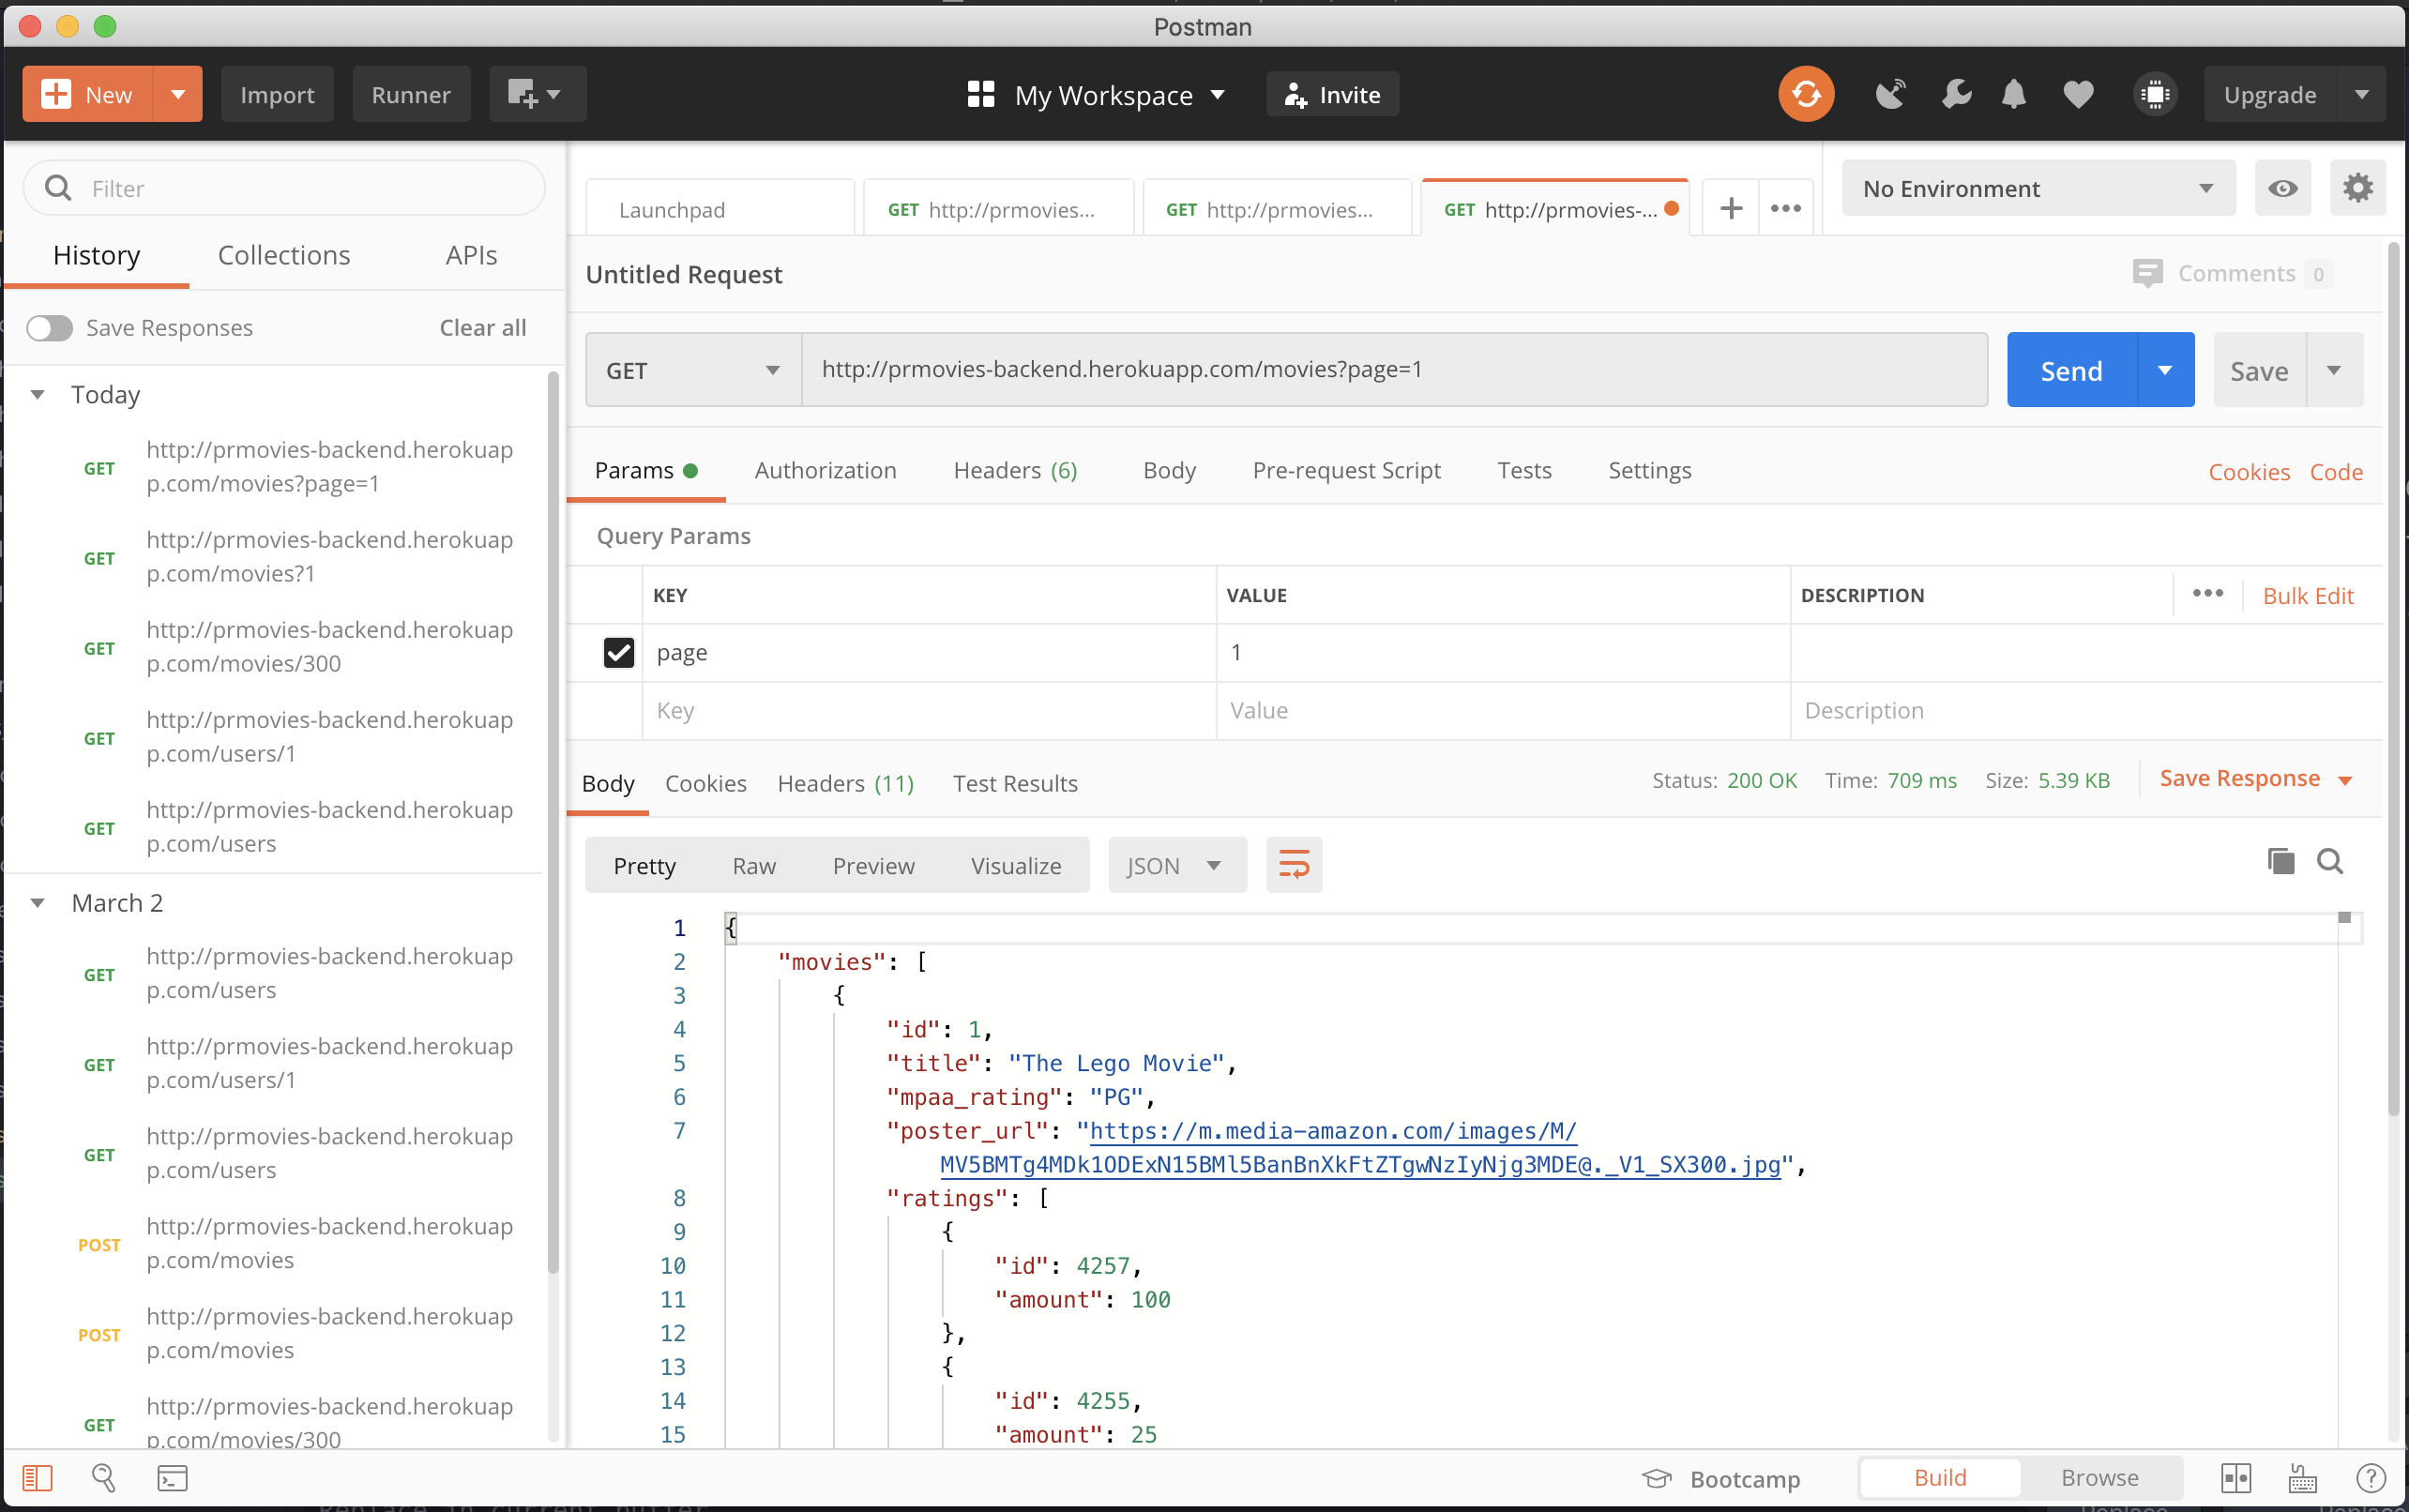 Postman
New
Import
Runner
My Workspace
Invite
Upgrade
Filter
History Collections APIs
Save Responses Clear all
Today
GET http://prmovies-backend.herokuap
p.com/movies?page=1
GET http://prmovies-backend.herokuap
p.com/movies?1
GET http://prmovies-backend.herokuap
p.com/movies/300
GET http://prmovies-backend.herokuap
p.com/users/1
GET http://prmovies-backend.herokuap
p.com/users
March 2
GET http://prmovies-backend.herokuap
p.com/users
GET http://prmovies-backend.herokuap
p.com/users/1
GET http://prmovies-backend.herokuap
p.com/users
POST http://prmovies-backend.herokuap
p.com/movies
POST http://prmovies-backend.herokuap
p.com/movies
GET http://prmovies-backend.herokuap
p.com/movies/300
Launchpad
GET http://prmovies...
GET http://prmovies...
GET http://prmovies-...
No Environment
Untitled Request
Comments 0
GET http://prmovies-backend.herokuapp.com/movies?page=1
Send
Save
Params Authorization Headers (6) Body Pre-request Script Tests Settings
Cookies Code
Query Params
KEY VALUE DESCRIPTION ••• Bulk Edit
page 1
Key Value Description
Body Cookies Headers (11) Test Results
Status: 200 OK Time: 709 ms Size: 5.39 KB Save Response
Pretty Raw Preview Visualize JSON
1 {
2 "movies": [
3 {
4 "id": 1,
5 "title": "The Lego Movie",
6 "mpaa_rating": "PG",
7 "poster_url": "https://m.media-amazon.com/images/M/
MV5BMTg4MDk1ODExN15BMl5BanBnXkFtZTgwNzIyNjg3MDE@._V1_SX300.jpg",
8 "ratings": [
9 {
10 "id": 4257,
11 "amount": 100
12 },
13 {
14 "id": 4255,
15 "amount": 25
Bootcamp
Build Browse